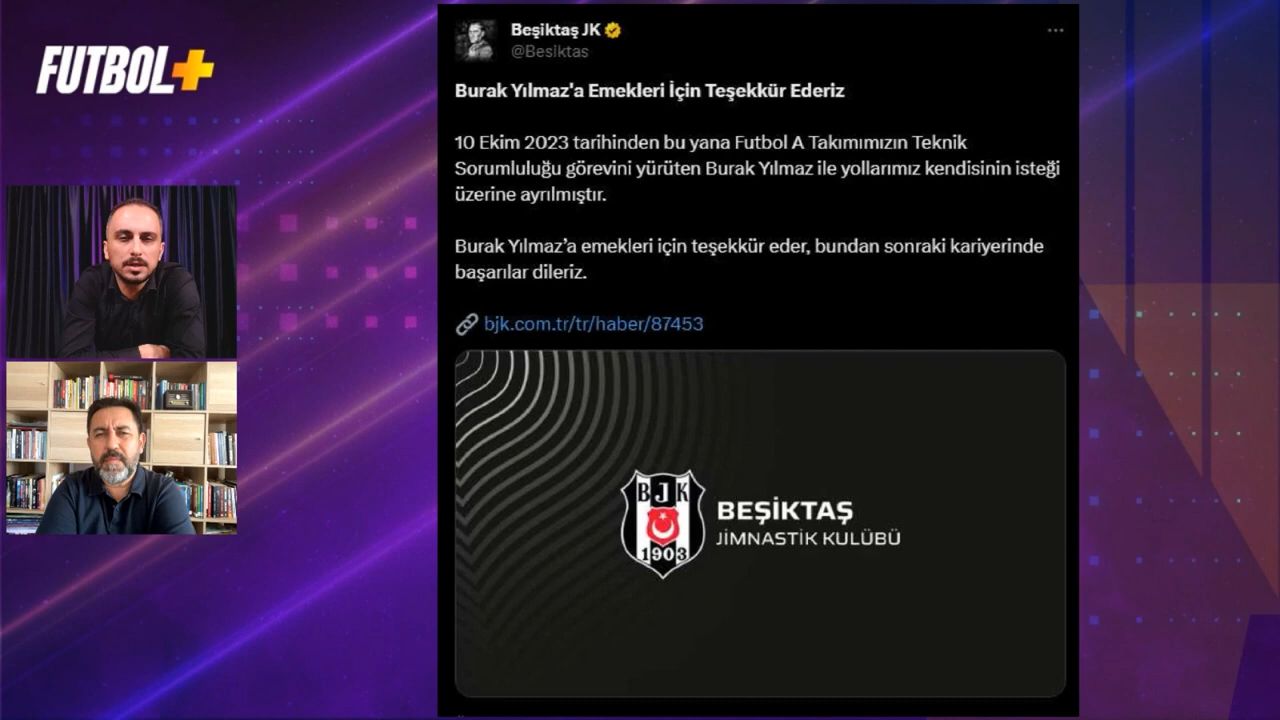 FUTBOL+
Beşiktaş JK
@Besiktas
Burak Yılmaz'a Emekleri İçin Teşekkür Ederiz
10 Ekim 2023 tarihinden bu yana Futbol A Takımımızın Teknik
Sorumluluğu görevini yürüten Burak Yılmaz ile yollarımız kendisinin isteği
üzerine ayrılmıştır.
Burak Yılmaz’a emekleri için teşekkür eder, bundan sonraki kariyerinde
başarılar dileriz.
bjk.com.tr/tr/haber/87453
BJK
1903
BEŞİKTAŞ
JİMNASTİK KULÜBÜ